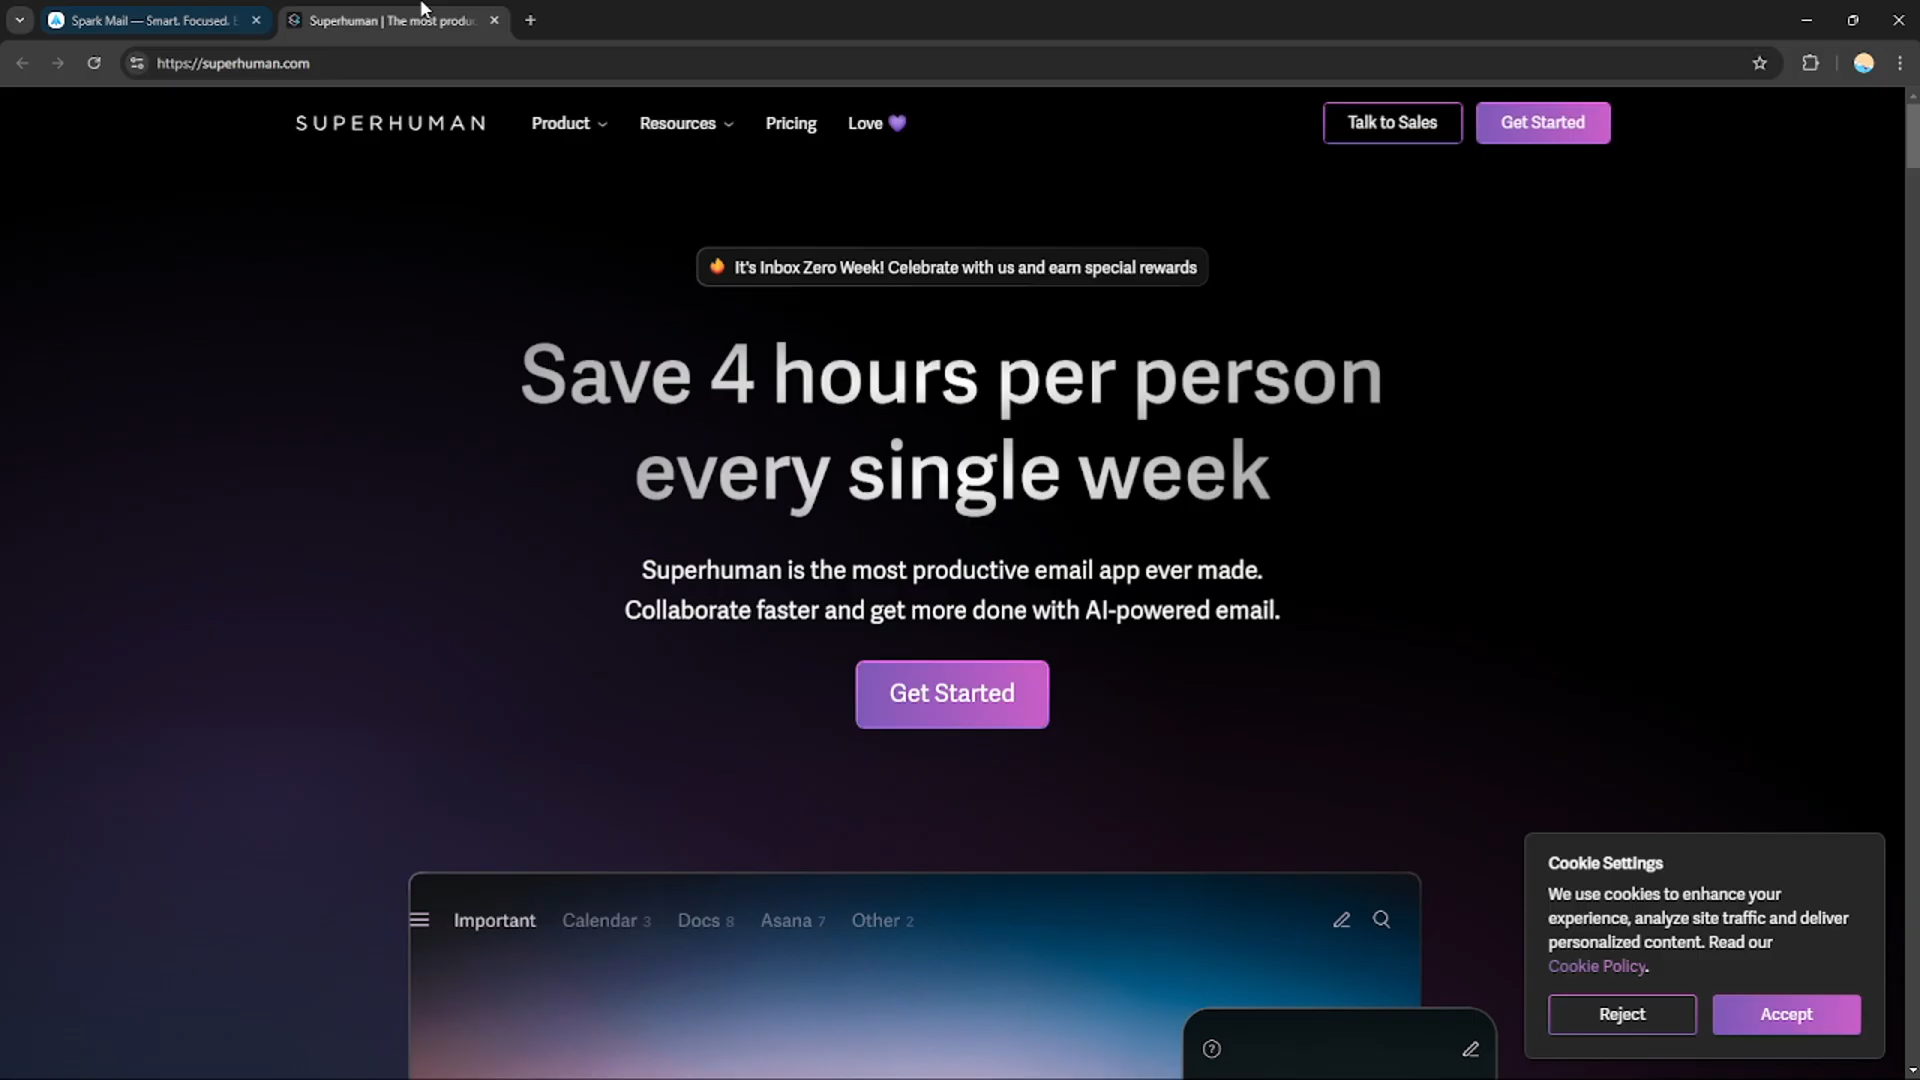 Spark Mail — Smart. Focused.
Superhuman | The most produ
https://superhuman.com
SUPERHUMAN
Product
Resources
Pricing
Love 💜
Talk to Sales
Get Started
🔥 It's Inbox Zero Week! Celebrate with us and earn special rewards
Save 4 hours per person
every single week
Superhuman is the most productive email app ever made.
Collaborate faster and get more done with AI-powered email.
Get Started
Important Calendar 3 Docs 8 Asana 7 Other 2
Cookie Settings
We use cookies to enhance your
experience, analyze site traffic and deliver
personalized content. Read our
Cookie Policy.
Reject
Accept